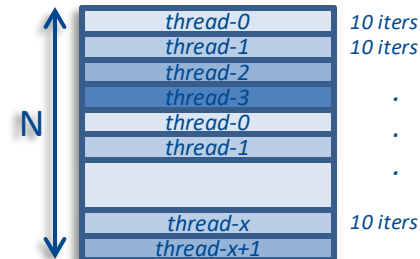 thread-0 10 iters
thread-1 10 iters
thread-2
thread-3 .
thread-0 .
N thread-1
.
thread-x 10 iters
thread-x+1